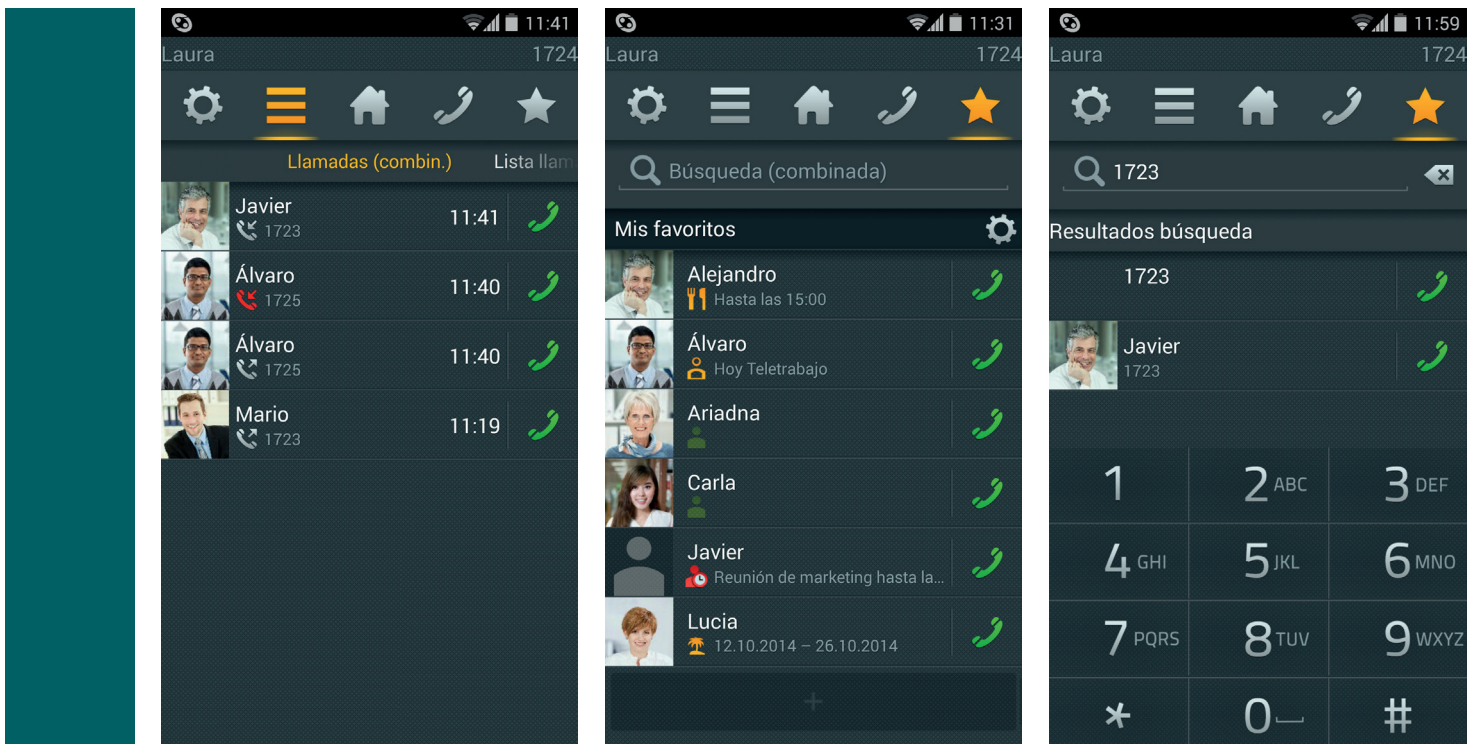 11:41
Laura 1724
Llamadas (combin.) Lista llam
Javier
1723
11:41
Álvaro
1725
11:40
Álvaro
1725
11:40
Mario
1723
11:19
11:31
Laura 1724
Búsqueda (combinada)
Mis favoritos
Alejandro
Hasta las 15:00
Álvaro
Hoy Teletrabajo
Ariadna
Carla
Javier
Reunión de marketing hasta la...
Lucia
12.10.2014 – 26.10.2014
+
11:59
Laura 1724
1723
Resultados búsqueda
1723
Javier
1723
1 2 ABC 3 DEF
4 GHI 5 JKL 6 MNO
7 PQRS 8 TUV 9 WXYZ
* 0 #